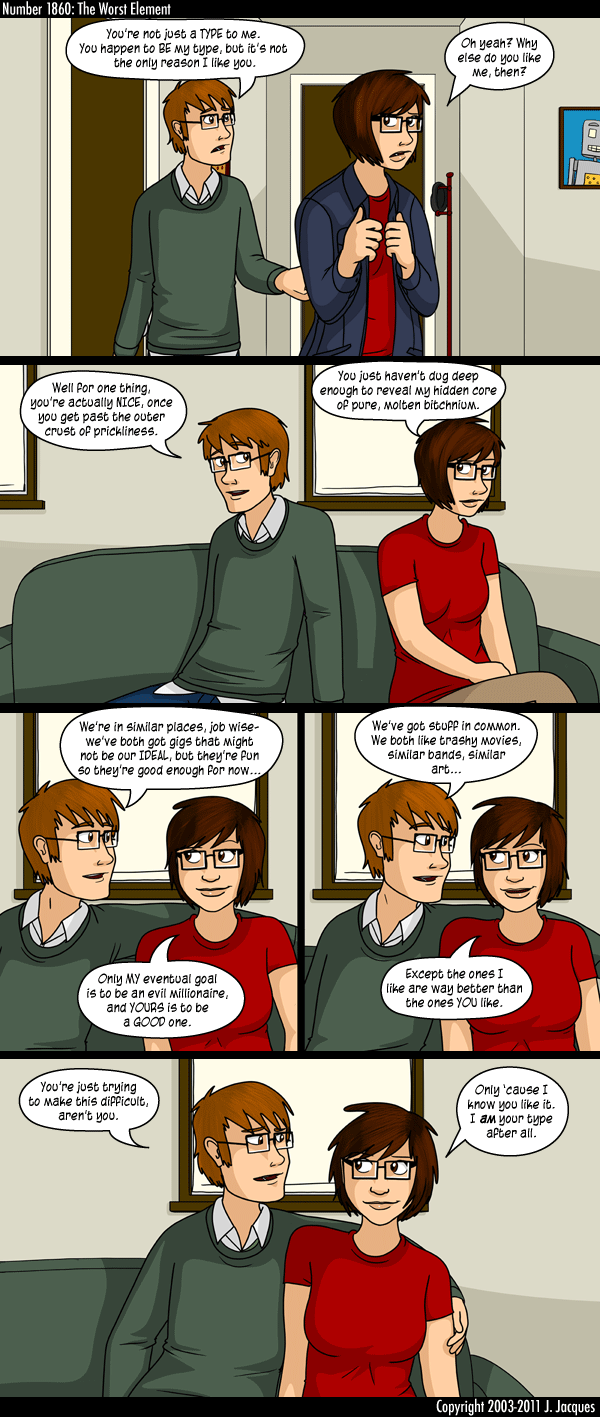 Number 1860: The Worst Element
You're not just a TYPE to me.
You happen to BE my type, but it's not
the only reason I like you.
Oh yeah? Why
else do you like
me, then?
Well for one thing,
you're actually NICE, once
you get past the outer
crust of prickliness.
You just haven't dug deep
enough to reveal my hidden core
of pure, molten bitchnium.
We're in similar places, job wise-
we've both got gigs that might
not be our IDEAL, but they're fun
so they're good enough for now...
Only MY eventual goal
is to be an evil millionaire,
and YOURS is to be
a GOOD one.
We've got stuff in common.
We both like trashy movies,
similar bands, similar
art...
Except the ones I
like are way better than
the ones YOU like.
You're just trying
to make this difficult,
aren't you.
Only 'cause I
know you like it.
I am your type
after all.
Copyright 2003-2011 J. Jacques